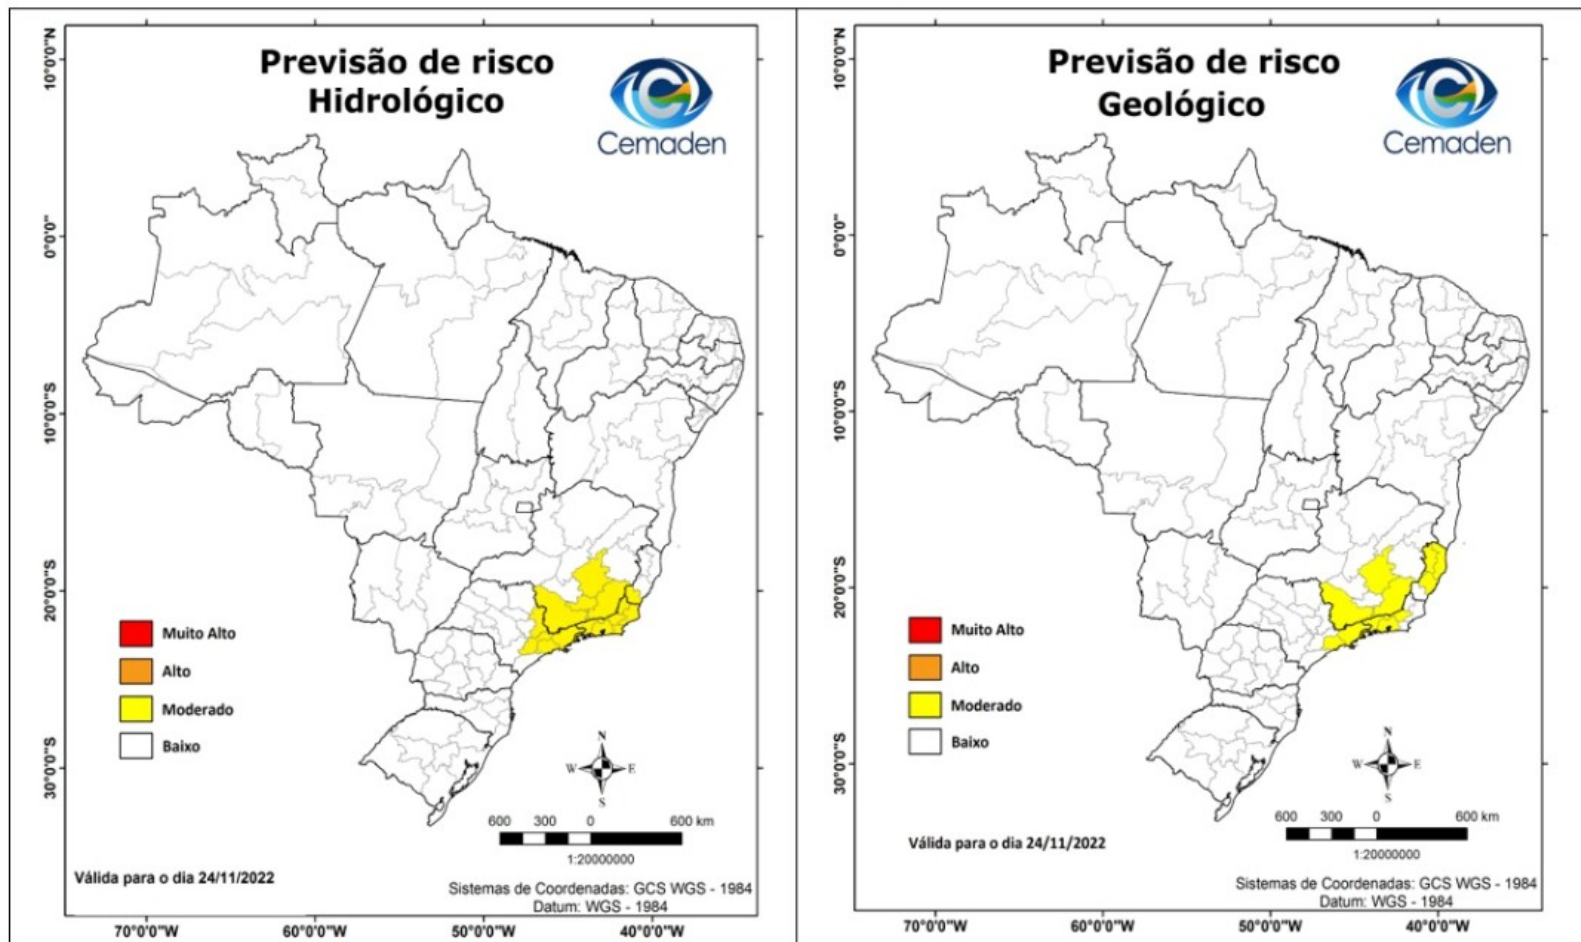 Previsão de risco
Hidrológico
Cemaden
10°0'0"N
0°0'0"
10°0'0"S
20°0'0"S
30°0'0"S
Muito Alto
Alto
Moderado
Baixo
N
W
E
S
600 300 0 600 km
1:20000000
Válida para o dia 24/11/2022
Sistemas de Coordenadas: GCS WGS - 1984
Datum: WGS - 1984
70°0'0"W 60°0'0"W 50°0'0"W 40°0'0"W
Previsão de risco
Geológico
Cemaden
10°0'0"N
0°0'0"
10°0'0"S
20°0'0"S
30°0'0"S
Muito Alto
Alto
Moderado
Baixo
N
W
E
S
600 300 0 600 km
1:20000000
Válida para o dia 24/11/2022
Sistemas de Coordenadas: GCS WGS - 1984
Datum: WGS - 1984
70°0'0"W 60°0'0"W 50°0'0"W 40°0'0"W